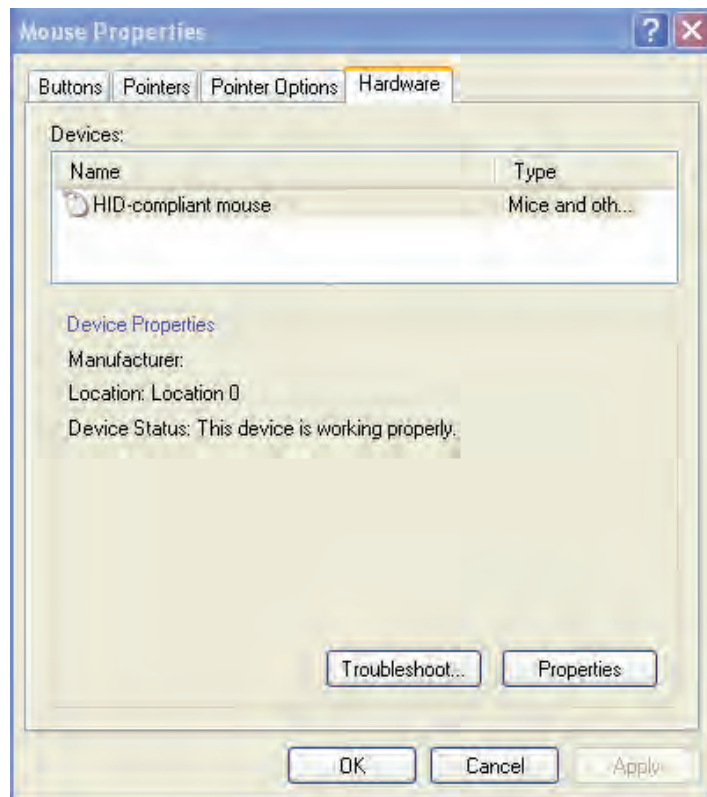 Mouse Properties
Buttons Pointers Pointer Options Hardware
Devices:
Name Type
HID-compliant mouse Mice and oth...
Device Properties
Manufacturer:
Location: Location 0
Device Status: This device is working properly.
Troubleshoot... Properties
OK Cancel Apply